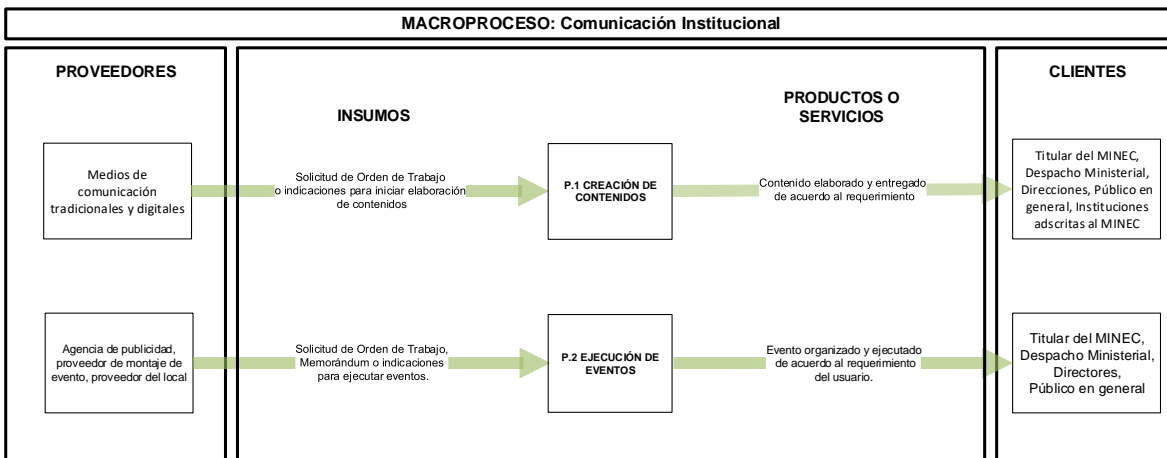 MACROPROCESO: Comunicación Institucional
PROVEEDORES
INSUMOS
PRODUCTOS O
SERVICIOS
CLIENTES
Medios de
comunicación
tradicionales y digitales
Solicitud de Orden de Trabajo
o indicaciones para iniciar elaboración
de contenidos
P.1 CREACIÓN DE
CONTENIDOS
Contenido elaborado y entregado
de acuerdo al requerimiento
Titular del MINEC,
Despacho Ministerial,
Direcciones, Público en
general, Instituciones
adscritas al MINEC
Agencia de publicidad,
proveedor de montaje de
evento, proveedor del local
Solicitud de Orden de Trabajo,
Memorándum o indicaciones
para ejecutar eventos.
P.2 EJECUCIÓN DE
EVENTOS
Evento organizado y ejecutado
de acuerdo al requerimiento
del usuario.
Titular del MINEC,
Despacho Ministerial,
Directores,
Público en general